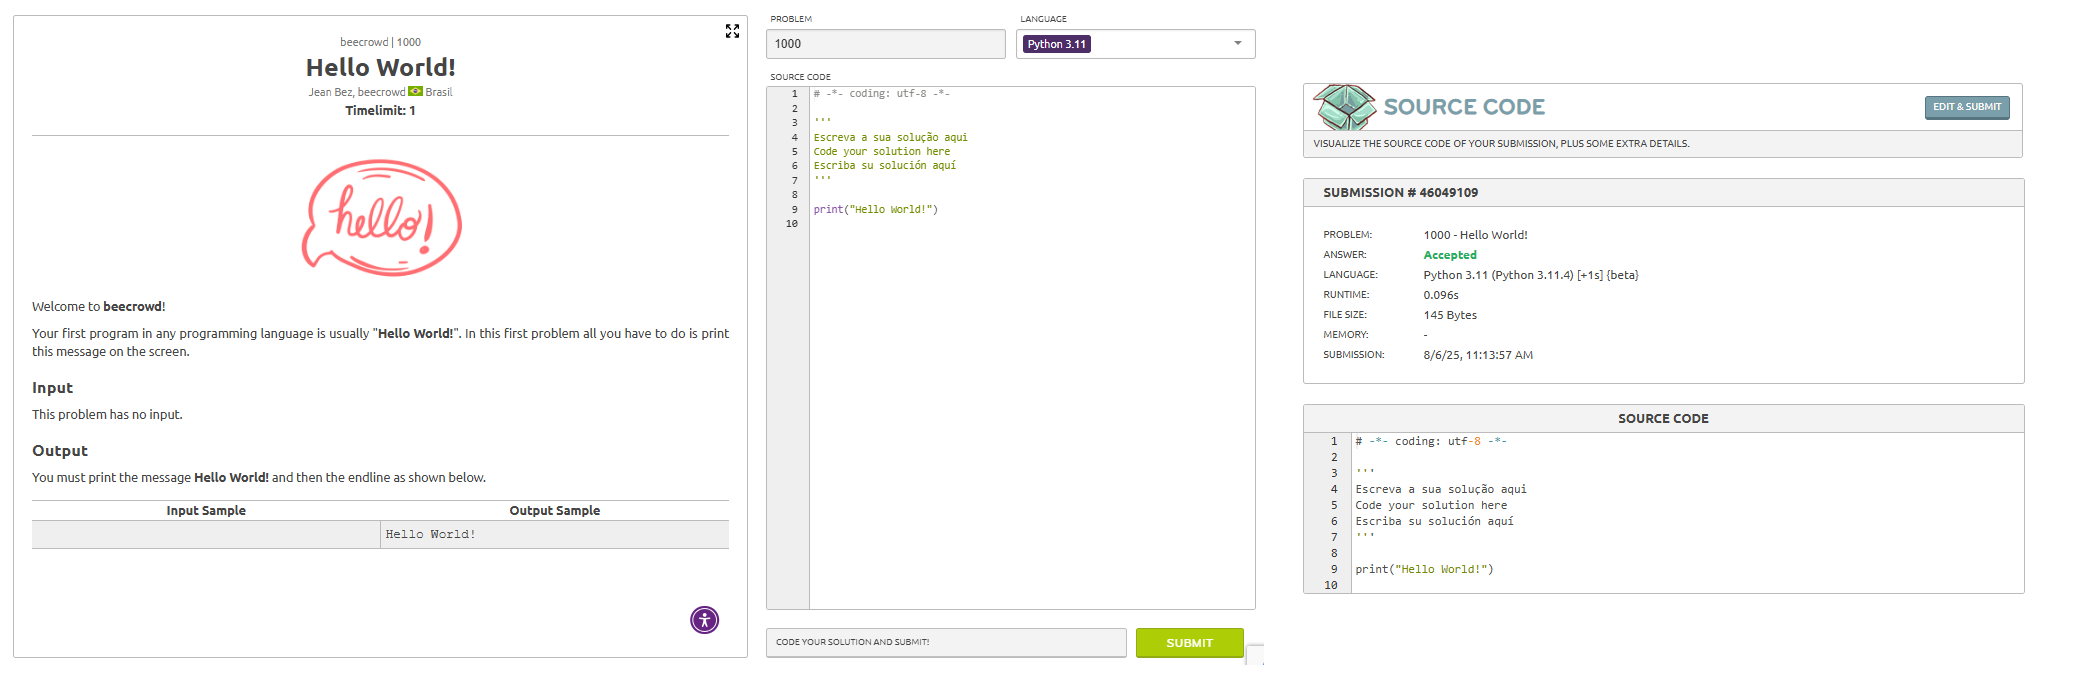 beecrowd | 1000
Hello World!
Jean Bez, beecrowd Brasil
Timelimit: 1
hello!
Welcome to beecrowd!
Your first program in any programming language is usually "Hello World!". In this first problem all you have to do is print
this message on the screen.
Input
This problem has no input.
Output
You must print the message Hello World! and then the endline as shown below.
Input Sample Output Sample
Hello World!
PROBLEM LANGUAGE
1000 Python 3.11
SOURCE CODE
1 # -*- coding: utf-8 -*-
2
3 '''
4 Escreva a sua solução aqui
5 Code your solution here
6 Escriba su solución aquí
7 '''
8
9 print("Hello World!")
10
CODE YOUR SOLUTION AND SUBMIT!
SUBMIT
SOURCE CODE
EDIT & SUBMIT
VISUALIZE THE SOURCE CODE OF YOUR SUBMISSION, PLUS SOME EXTRA DETAILS.
SUBMISSION # 46049109
PROBLEM: 1000 - Hello World!
ANSWER: Accepted
LANGUAGE: Python 3.11 (Python 3.11.4) [+1s] {beta}
RUNTIME: 0.096s
FILE SIZE: 145 Bytes
MEMORY: -
SUBMISSION: 8/6/25, 11:13:57 AM
SOURCE CODE
1 # -*- coding: utf-8 -*-
2
3 '''
4 Escreva a sua solução aqui
5 Code your solution here
6 Escriba su solución aquí
7 '''
8
9 print("Hello World!")
10